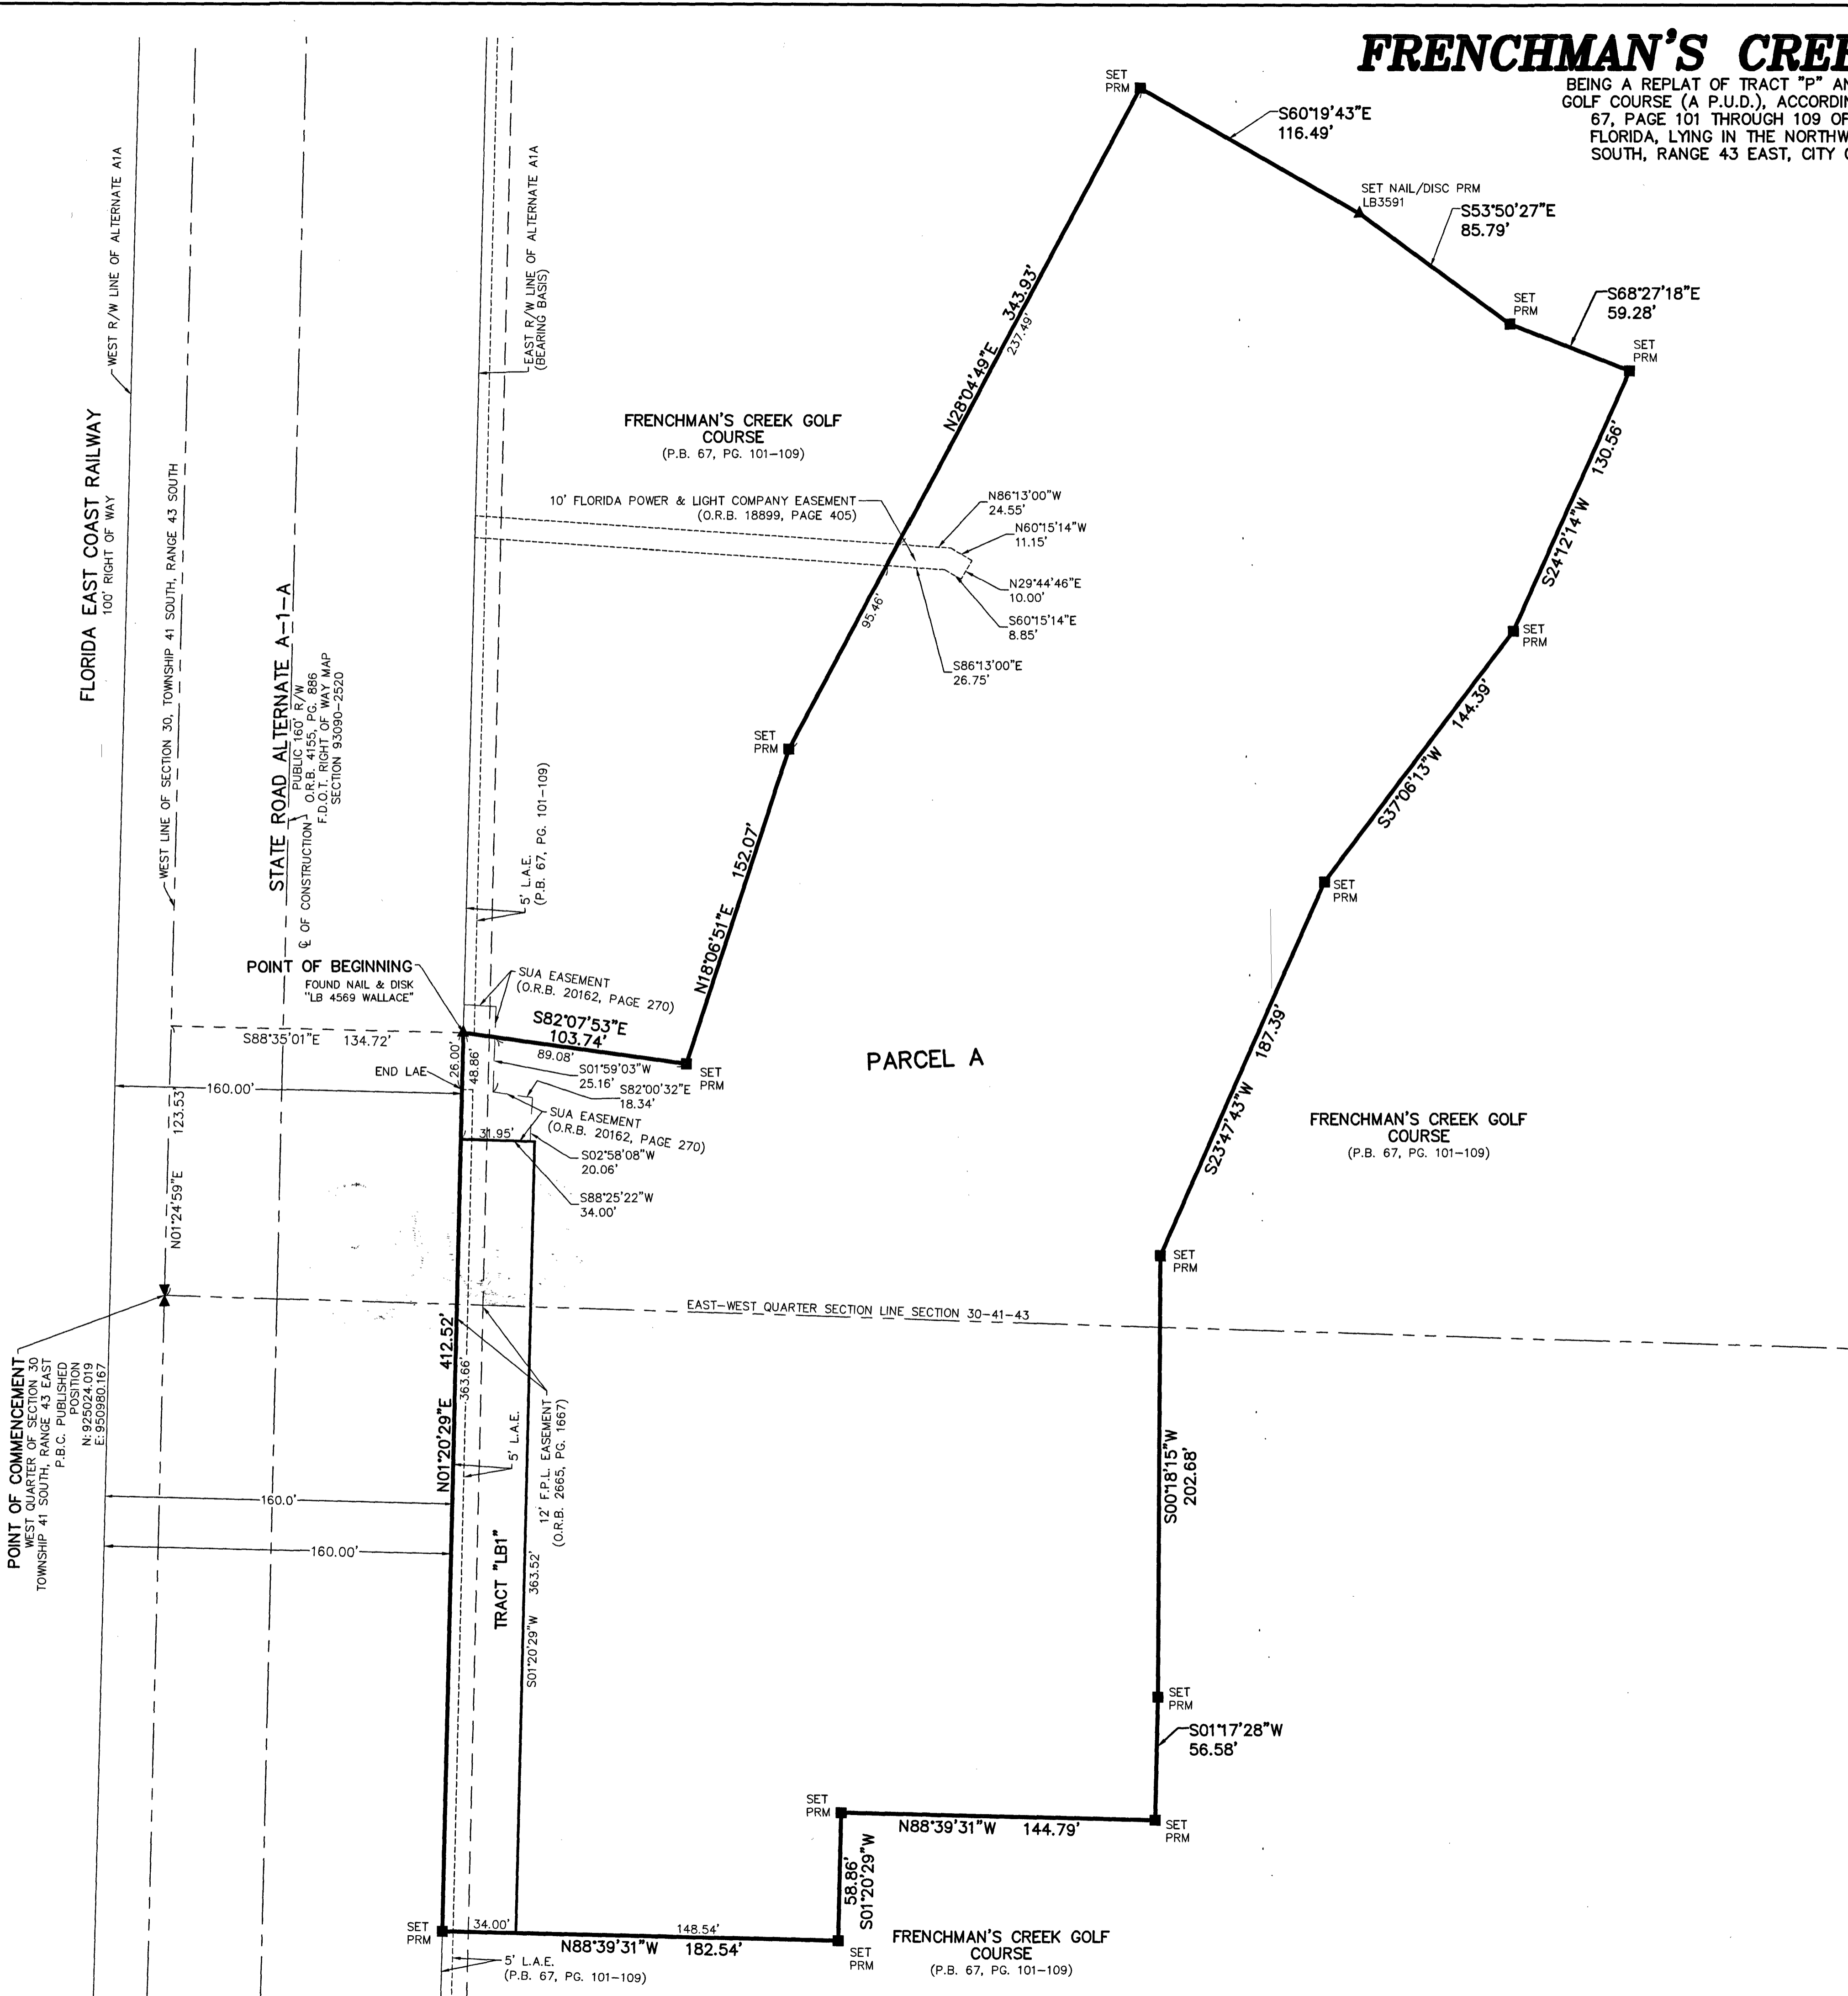 FRENCHMAN'S CREE
BEING A REPLAT OF TRACT "P" AN
GOLF COURSE (A P.U.D.), ACCORDIN
67, PAGE 101 THROUGH 109 OF
FLORIDA, LYING IN THE NORTHW
SOUTH, RANGE 43 EAST, CITY
SET
PRM
S60°19'43"E
116.49'
SET NAIL/DISC PRM
LB3591
S53°50'27"E
85.79'
SET
PRM
S68°27'18"E
59.28'
SET
PRM
WEST R/W LINE OF ALTERNATE A1A
EAST R/W LINE OF ALTERNATE A1A
(BEARING BASIS)
N28°04'49"E 343.93'
237.49'
95.46'
S24°12'14"W 130.56'
FLORIDA EAST COAST RAILWAY
100' RIGHT OF WAY
WEST LINE OF SECTION 30, TOWNSHIP 41 SOUTH, RANGE 43 SOUTH
FRENCHMAN'S CREEK GOLF
COURSE
(P.B. 67, PG. 101-109)
10' FLORIDA POWER & LIGHT COMPANY EASEMENT
(O.R.B. 18899, PAGE 405)
N86°13'00"W
24.55'
N60°15'14"W
11.15'
N29°44'46"E
10.00'
S60°15'14"E
8.85'
S86°13'00"E
26.75'
SET
PRM
STATE ROAD ALTERNATE A-1-A
PUBLIC 160' R/W
O.R.B. 4155, PG. 886
F.D.O.T. RIGHT OF WAY MAP
SECTION 93090-2520
℄ OF CONSTRUCTION
S37°06'13"W 144.39'
SET
PRM
SET
PRM
5' L.A.E.
(P.B. 67, PG. 101-109)
N18°06'51"E 152.07'
POINT OF BEGINNING
FOUND NAIL & DISK
"LB 4569 WALLACE"
SUA EASEMENT
(O.R.B. 20162, PAGE 270)
S82°07'53"E
103.74'
89.08'
SET
PRM
S88°35'01"E 134.72'
26.00'
48.86'
END LAE
S01°59'03"W
25.16'
S82°00'32"E
18.34'
SUA EASEMENT
(O.R.B. 20162, PAGE 270)
31.95'
S02°58'08"W
20.06'
S88°25'22"W
34.00'
160.00'
123.53'
N01°24'59"E
PARCEL A
S23°47'43"W 187.39'
FRENCHMAN'S CREEK GOLF
COURSE
(P.B. 67, PG. 101-109)
SET
PRM
EAST-WEST QUARTER SECTION LINE SECTION 30-41-43
POINT OF COMMENCEMENT
WEST QUARTER OF SECTION 30
TOWNSHIP 41 SOUTH, RANGE 43 EAST
P.B.C. PUBLISHED
POSITION
N: 925024.019
E: 950980.167
N01°20'29"E 412.52'
363.66'
5' L.A.E.
12' F.P.L. EASEMENT
(O.R.B. 2665, PG. 1667)
160.0'
160.00'
TRACT "LB1"
S01°20'29"W 363.52'
S00°18'15"W
202.68'
SET
PRM
S01°17'28"W
56.58'
SET
PRM
N88°39'31"W 144.79'
SET
PRM
58.86'
S01°20'29"W
SET
PRM
34.00'
148.54'
N88°39'31"W 182.54'
SET
PRM
5' L.A.E.
(P.B. 67, PG. 101-109)
FRENCHMAN'S CREEK GOLF
COURSE
(P.B. 67, PG. 101-109)